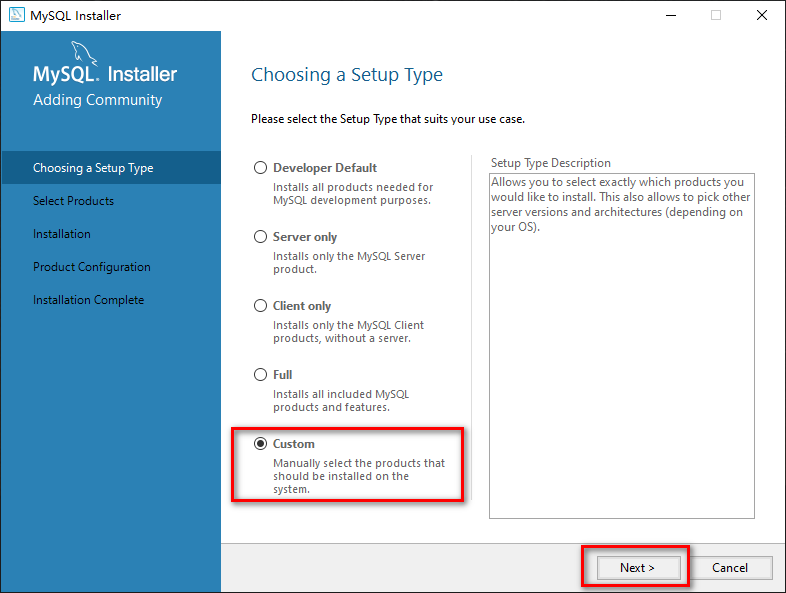 MySQL Installer
MySQL. Installer
Adding Community
Choosing a Setup Type
Select Products
Installation
Product Configuration
Installation Complete
Choosing a Setup Type
Please select the Setup Type that suits your use case.
Developer Default
Installs all products needed for
MySQL development purposes.
Server only
Installs only the MySQL Server
product.
Client only
Installs only the MySQL Client
products, without a server.
Full
Installs all included MySQL
products and features.
Custom
Manually select the products that
should be installed on the
system.
Setup Type Description
Allows you to select exactly which products you
would like to install. This also allows to pick other
server versions and architectures (depending on
your OS).
Next >
Cancel